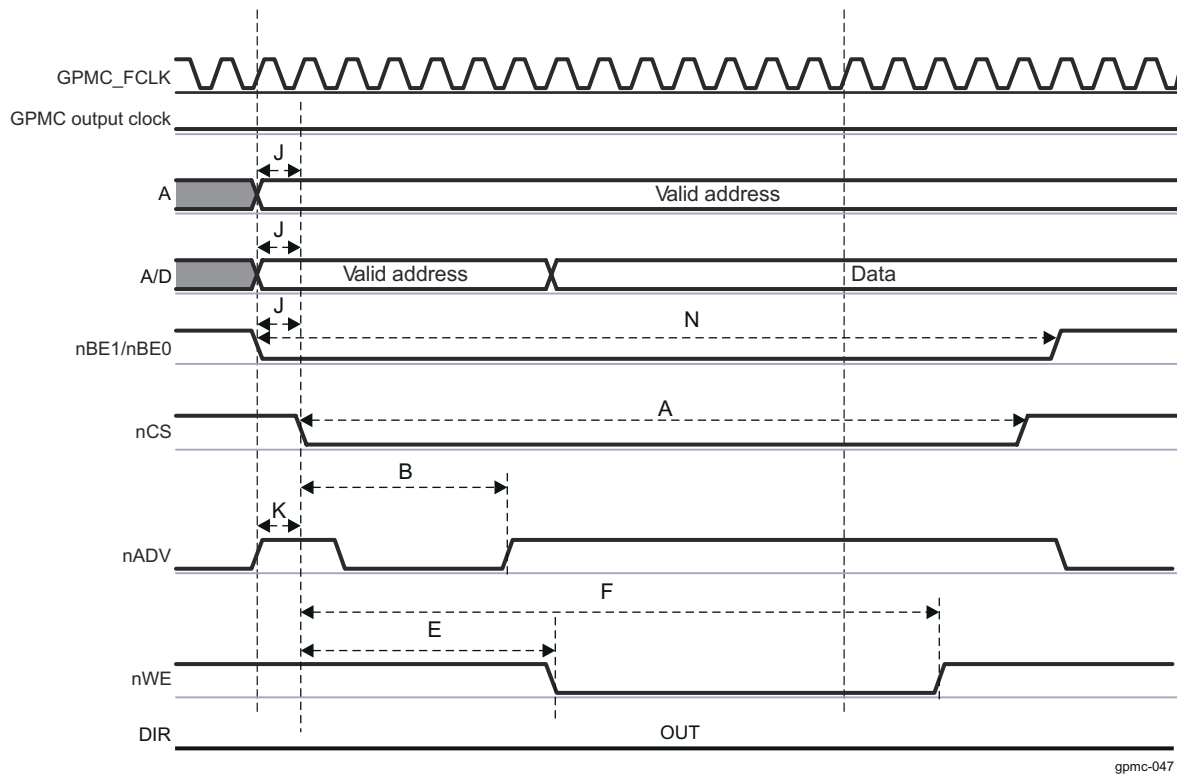 GPMC_FCLK
GPMC output clock
J
A
Valid address
J
A/D
Valid address
Data
J
N
nBE1/nBE0
A
nCS
B
K
nADV
F
E
nWE
DIR
OUT
gpmc-047